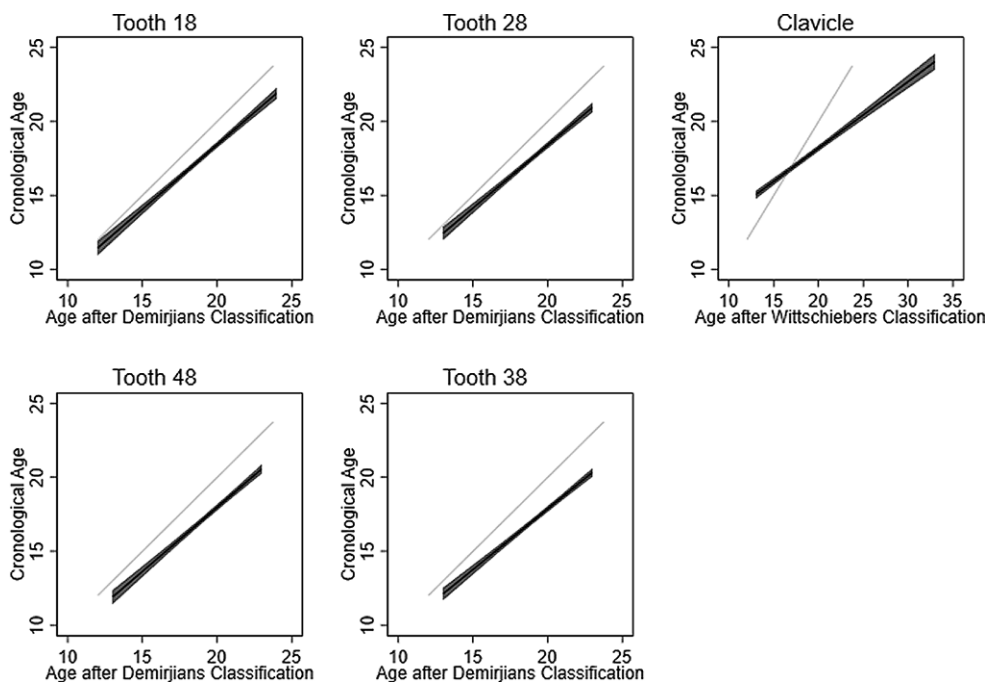 Tooth 18
Cronological Age
25
20
15
10
10 15 20 25
Age after Demirjians Classification
Tooth 28
Cronological Age
25
20
15
10
10 15 20 25
Age after Demirjians Classification
Clavicle
Cronological Age
25
20
15
10
10 15 20 25 30 35
Age after Wittschiebers Classification
Tooth 48
Cronological Age
25
20
15
10
10 15 20 25
Age after Demirjians Classification
Tooth 38
Cronological Age
25
20
15
10
10 15 20 25
Age after Demirjians Classification